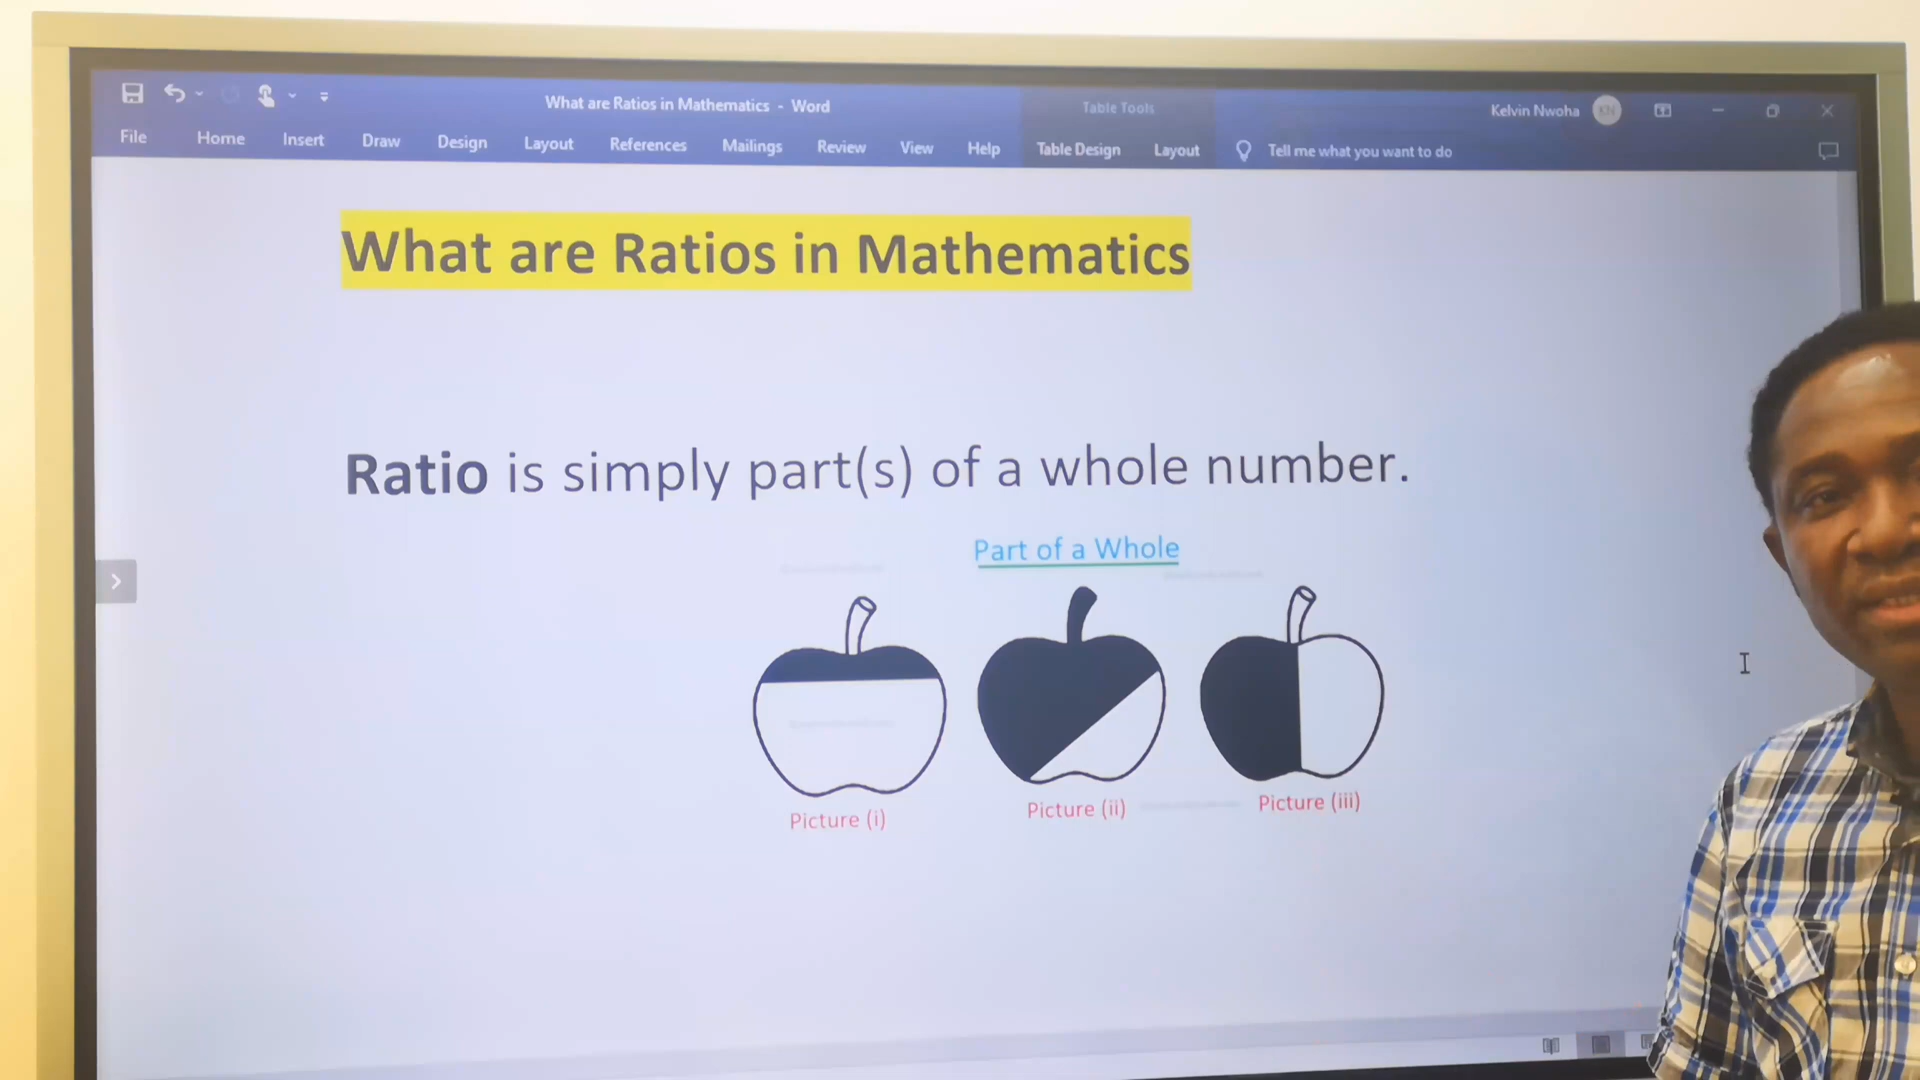 What are Ratios in Mathematics - Word
Table Tools
Kelvin Nwoha
KN
File Home Insert Draw Design Layout References Mailings Review View Help Table Design Layout Tell me what you want to do
What are Ratios in Mathematics
Ratio is simply part(s) of a whole number.
Part of a Whole
Picture (i) Picture (ii) Picture (iii)